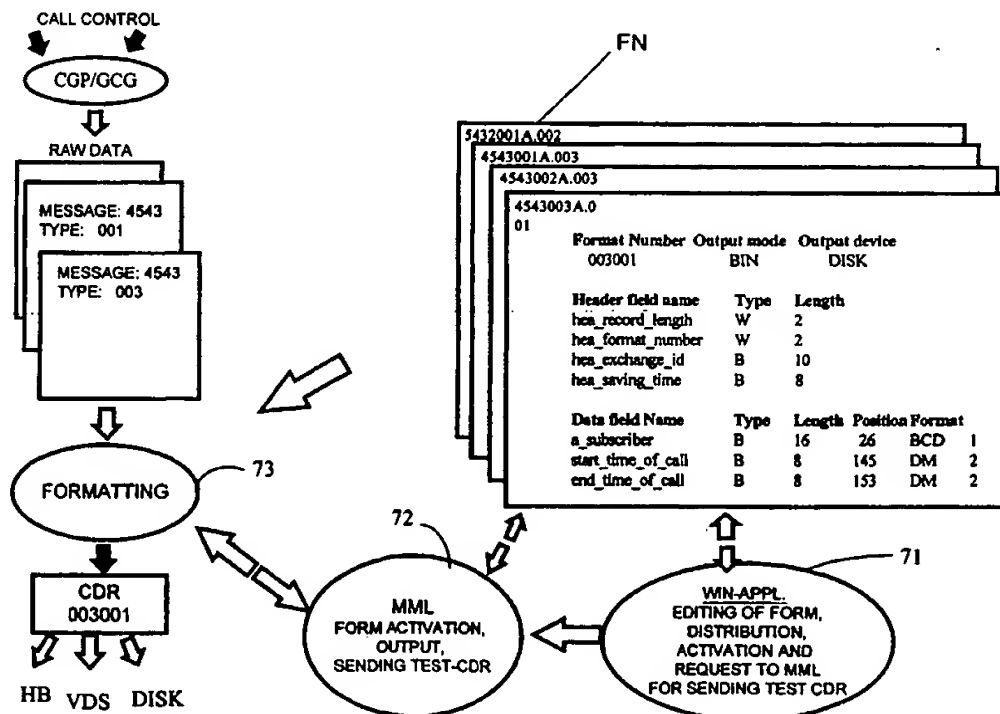 CALL CONTROL
CGP/GCG
RAW DATA
MESSAGE: 4543
TYPE: 001
MESSAGE: 4543
TYPE: 003
FORMATTING
73
CDR
003001
HB VDS DISK
FN
5432001A.002
4543001A.003
4543002A.003
4543003A.0
01
Format Number Output mode Output device
003001 BIN DISK
Header field name Type Length
hea_record_length W 2
hea_format_number W 2
hea_exchange_id B 10
hea_saving_time B 8
Data field Name Type Length Position Format
a_subscriber B 16 26 BCD 1
start_time_of_call B 8 145 DM 2
end_time_of_call B 8 153 DM 2
72
MML
FORM ACTIVATION,
OUTPUT,
SENDING TEST-CDR
71
WIN-APPL.
EDITING OF FORM,
DISTRIBUTION,
ACTIVATION AND
REQUEST TO MML
FOR SENDING TEST CDR